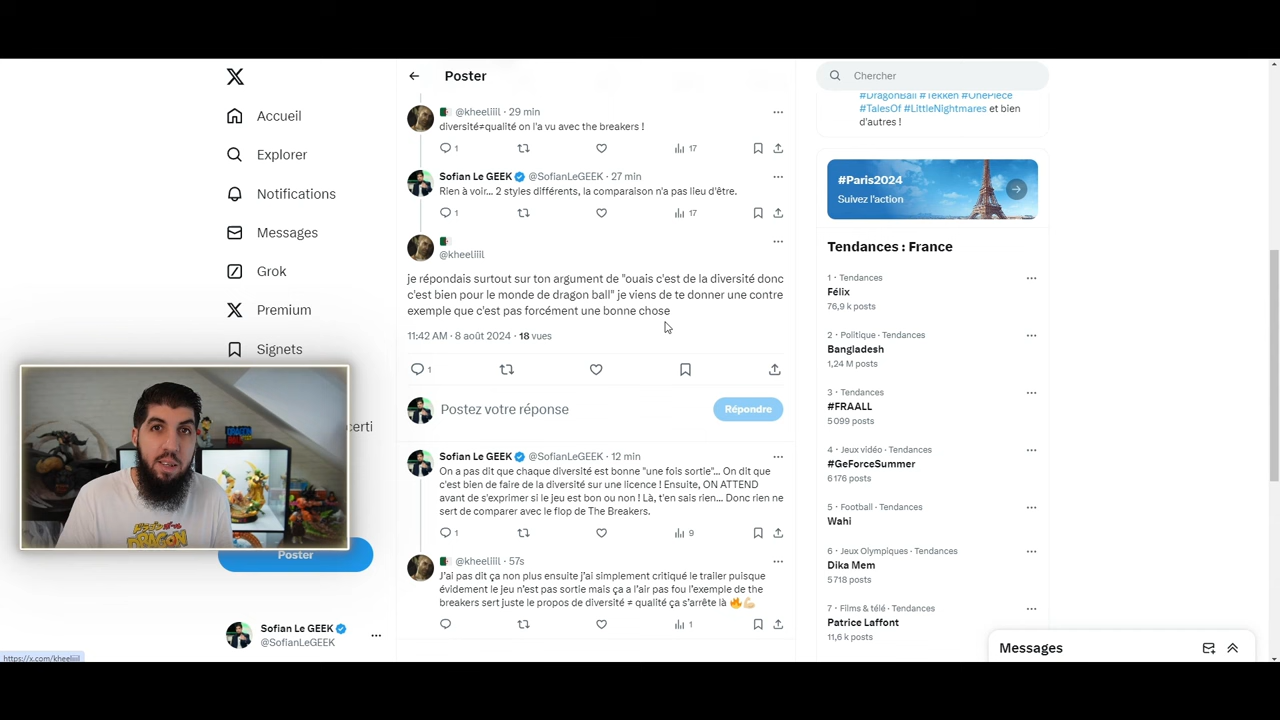 Accueil
Explorer
Notifications
Messages
Grok
Premium
Signets
certi
Poster
Sofian Le GEEK
@SofianLeGEEK
https://x.com/kheeliiil
Poster
@kheeliiil · 29 min
diversité≠qualité on l'a vu avec the breakers !
1
17
Sofian Le GEEK @SofianLeGEEK · 27 min
Rien à voir... 2 styles différents, la comparaison n'a pas lieu d'être.
1
17
@kheeliiil
je répondais surtout sur ton argument de "ouais c'est de la diversité donc
c'est bien pour le monde de dragon ball" je viens de te donner une contre
exemple que c'est pas forcément une bonne chose
11:42 AM · 8 août 2024 · 18 vues
1
Postez votre réponse
Répondre
Sofian Le GEEK @SofianLeGEEK · 12 min
On a pas dit que chaque diversité est bonne "une fois sortie"... On dit que
c'est bien de faire de la diversité sur une licence ! Ensuite, ON ATTEND
avant de s'exprimer si le jeu est bon ou non ! Là, t'en sais rien... Donc rien ne
sert de comparer avec le flop de The Breakers.
1
9
@kheeliiil · 57s
J'ai pas dit ça non plus ensuite j'ai simplement critiqué le trailer puisque
évidement le jeu n'est pas sortie mais ça a l'air pas fou l'exemple de the
breakers sert juste le propos de diversité ≠ qualité ça s'arrête là 🔥💪🏻
1
Chercher
#DragonBall #Tekken #OnePiece
#TalesOf #LittleNightmares et bien
d'autres !
#Paris2024
Suivez l'action
Tendances : France
1 · Tendances
Félix
76,9 k posts
2 · Politique · Tendances
Bangladesh
1,24 M posts
3 · Tendances
#FRAALL
5 099 posts
4 · Jeux vidéo · Tendances
#GeForceSummer
6 176 posts
5 · Football · Tendances
Wahi
6 · Jeux Olympiques · Tendances
Dika Mem
5 718 posts
7 · Films & télé · Tendances
Patrice Laffont
11,6 k posts
Messages
DRAGON